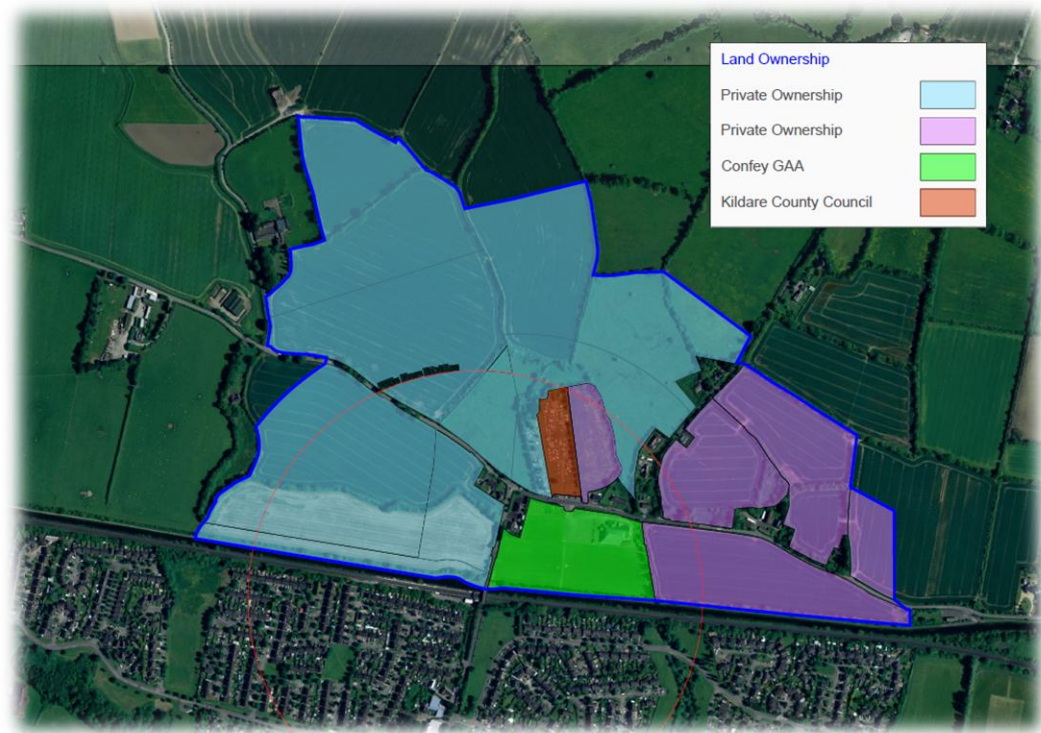 Land Ownership
Private Ownership
Private Ownership
Confey GAA
Kildare County Council